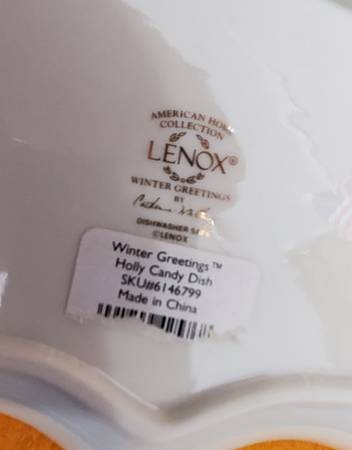 AMERICAN HOME
COLLECTION
LENOX®
WINTER GREETINGS
BY
DISHWASHER SAFE
©LENOX
Winter Greetings™
Holly Candy Dish
SKU#6146799
Made in China